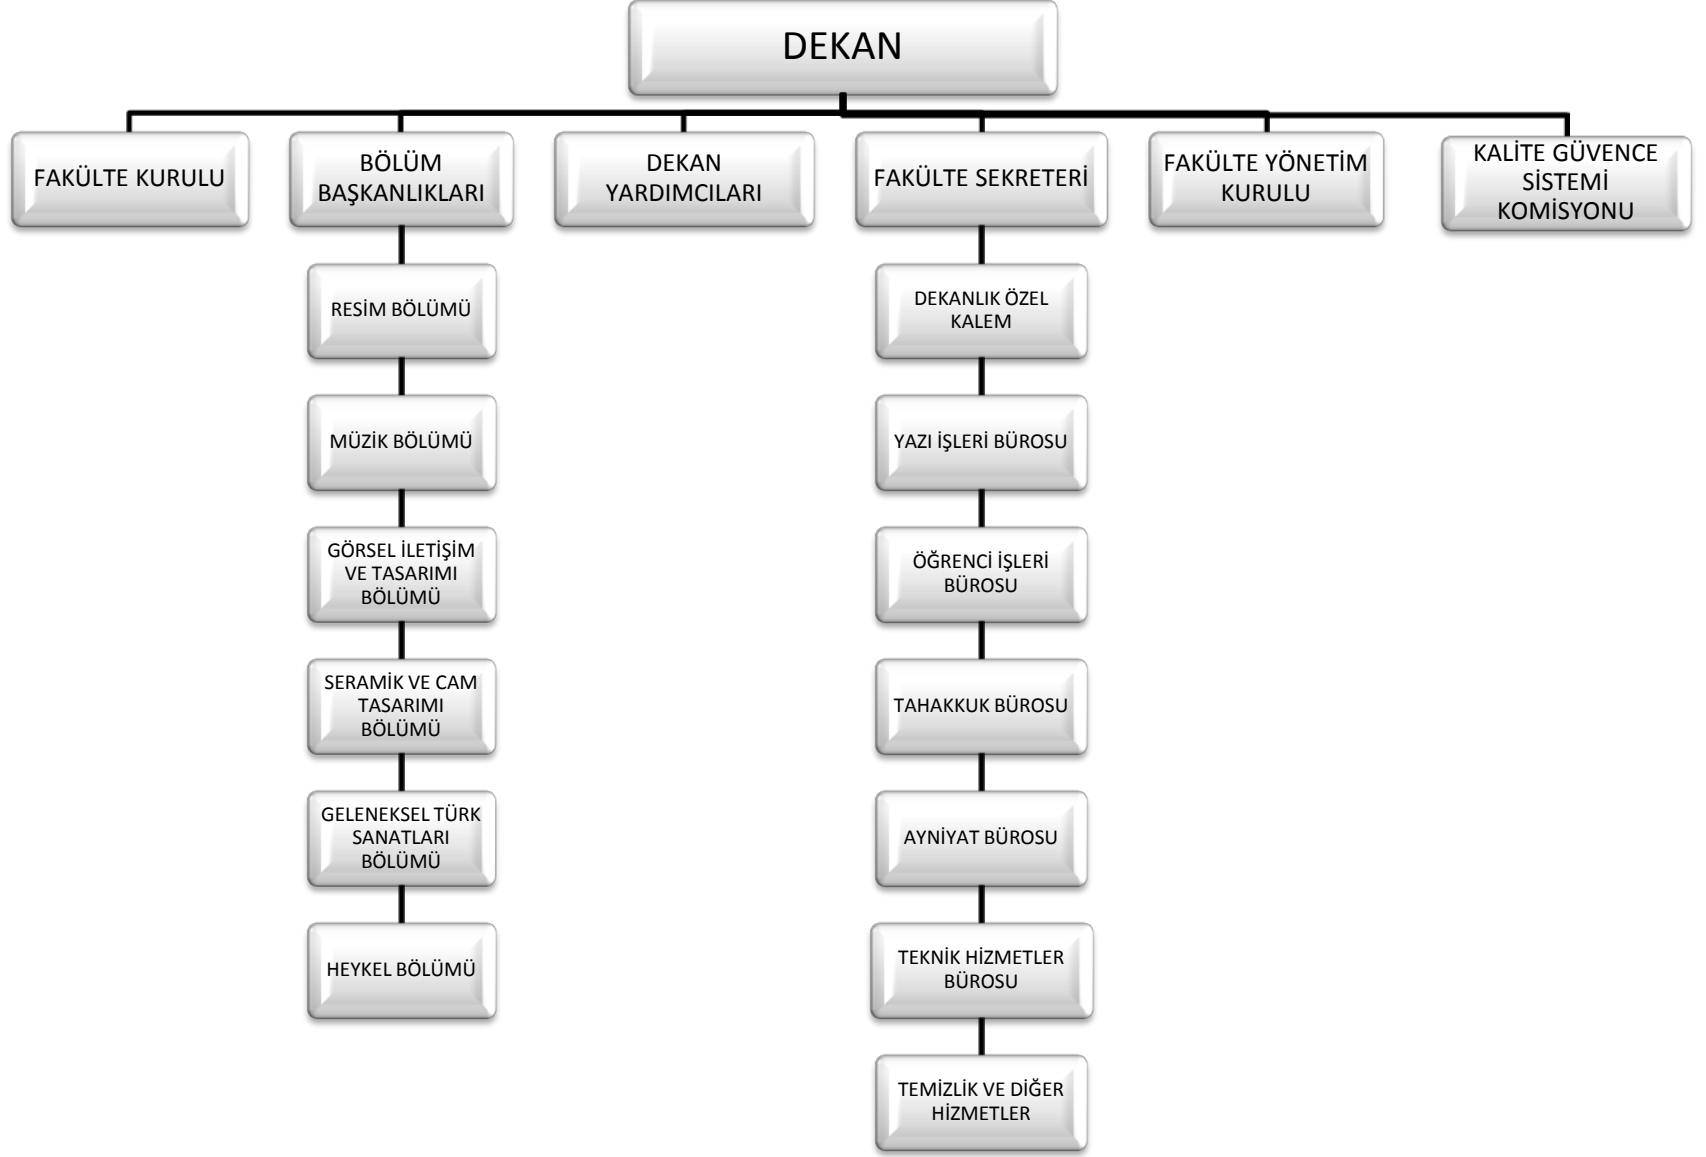 DEKAN
FAKÜLTE KURULU
BÖLÜM
BAŞKANLIKLARI
DEKAN
YARDIMCILARI
FAKÜLTE SEKRETERİ
FAKÜLTE YÖNETİM
KURULU
KALİTE GÜVENCE
SİSTEMİ
KOMİSYONU
RESİM BÖLÜMÜ
MÜZİK BÖLÜMÜ
GÖRSEL İLETİŞİM
VE TASARIMI
BÖLÜMÜ
SERAMİK VE CAM
TASARIMI
BÖLÜMÜ
GELENEKSEL TÜRK
SANATLARI
BÖLÜMÜ
HEYKEL BÖLÜMÜ
DEKANLIK ÖZEL
KALEM
YAZI İŞLERİ BÜROSU
ÖĞRENCİ İŞLERİ
BÜROSU
TAHAKKUK BÜROSU
AYNİYAT BÜROSU
TEKNİK HİZMETLER
BÜROSU
TEMİZLİK VE DİĞER
HİZMETLER